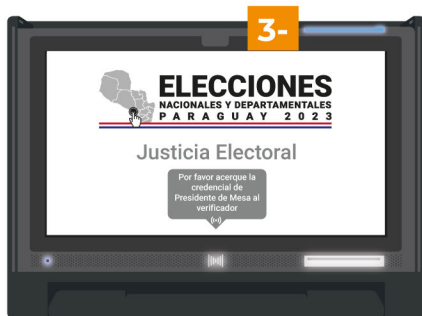 3-
ELECCIONES
NACIONALES Y DEPARTAMENTALES
PARAGUAY 2023
Justicia Electoral
Por favor acerque la
credencial de
Presidente de Mesa al
verificador